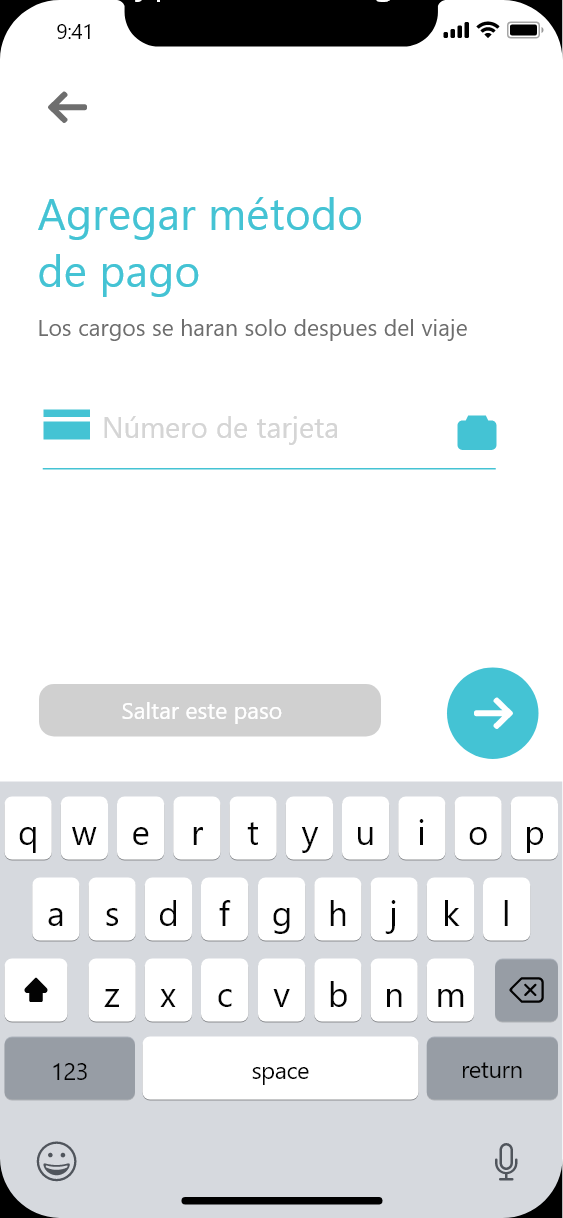 9:41
Agregar método
de pago
Los cargos se haran solo despues del viaje
Número de tarjeta
Saltar este paso
q w e r t y u i o p
a s d f g h j k l
z x c v b n m
123 space return